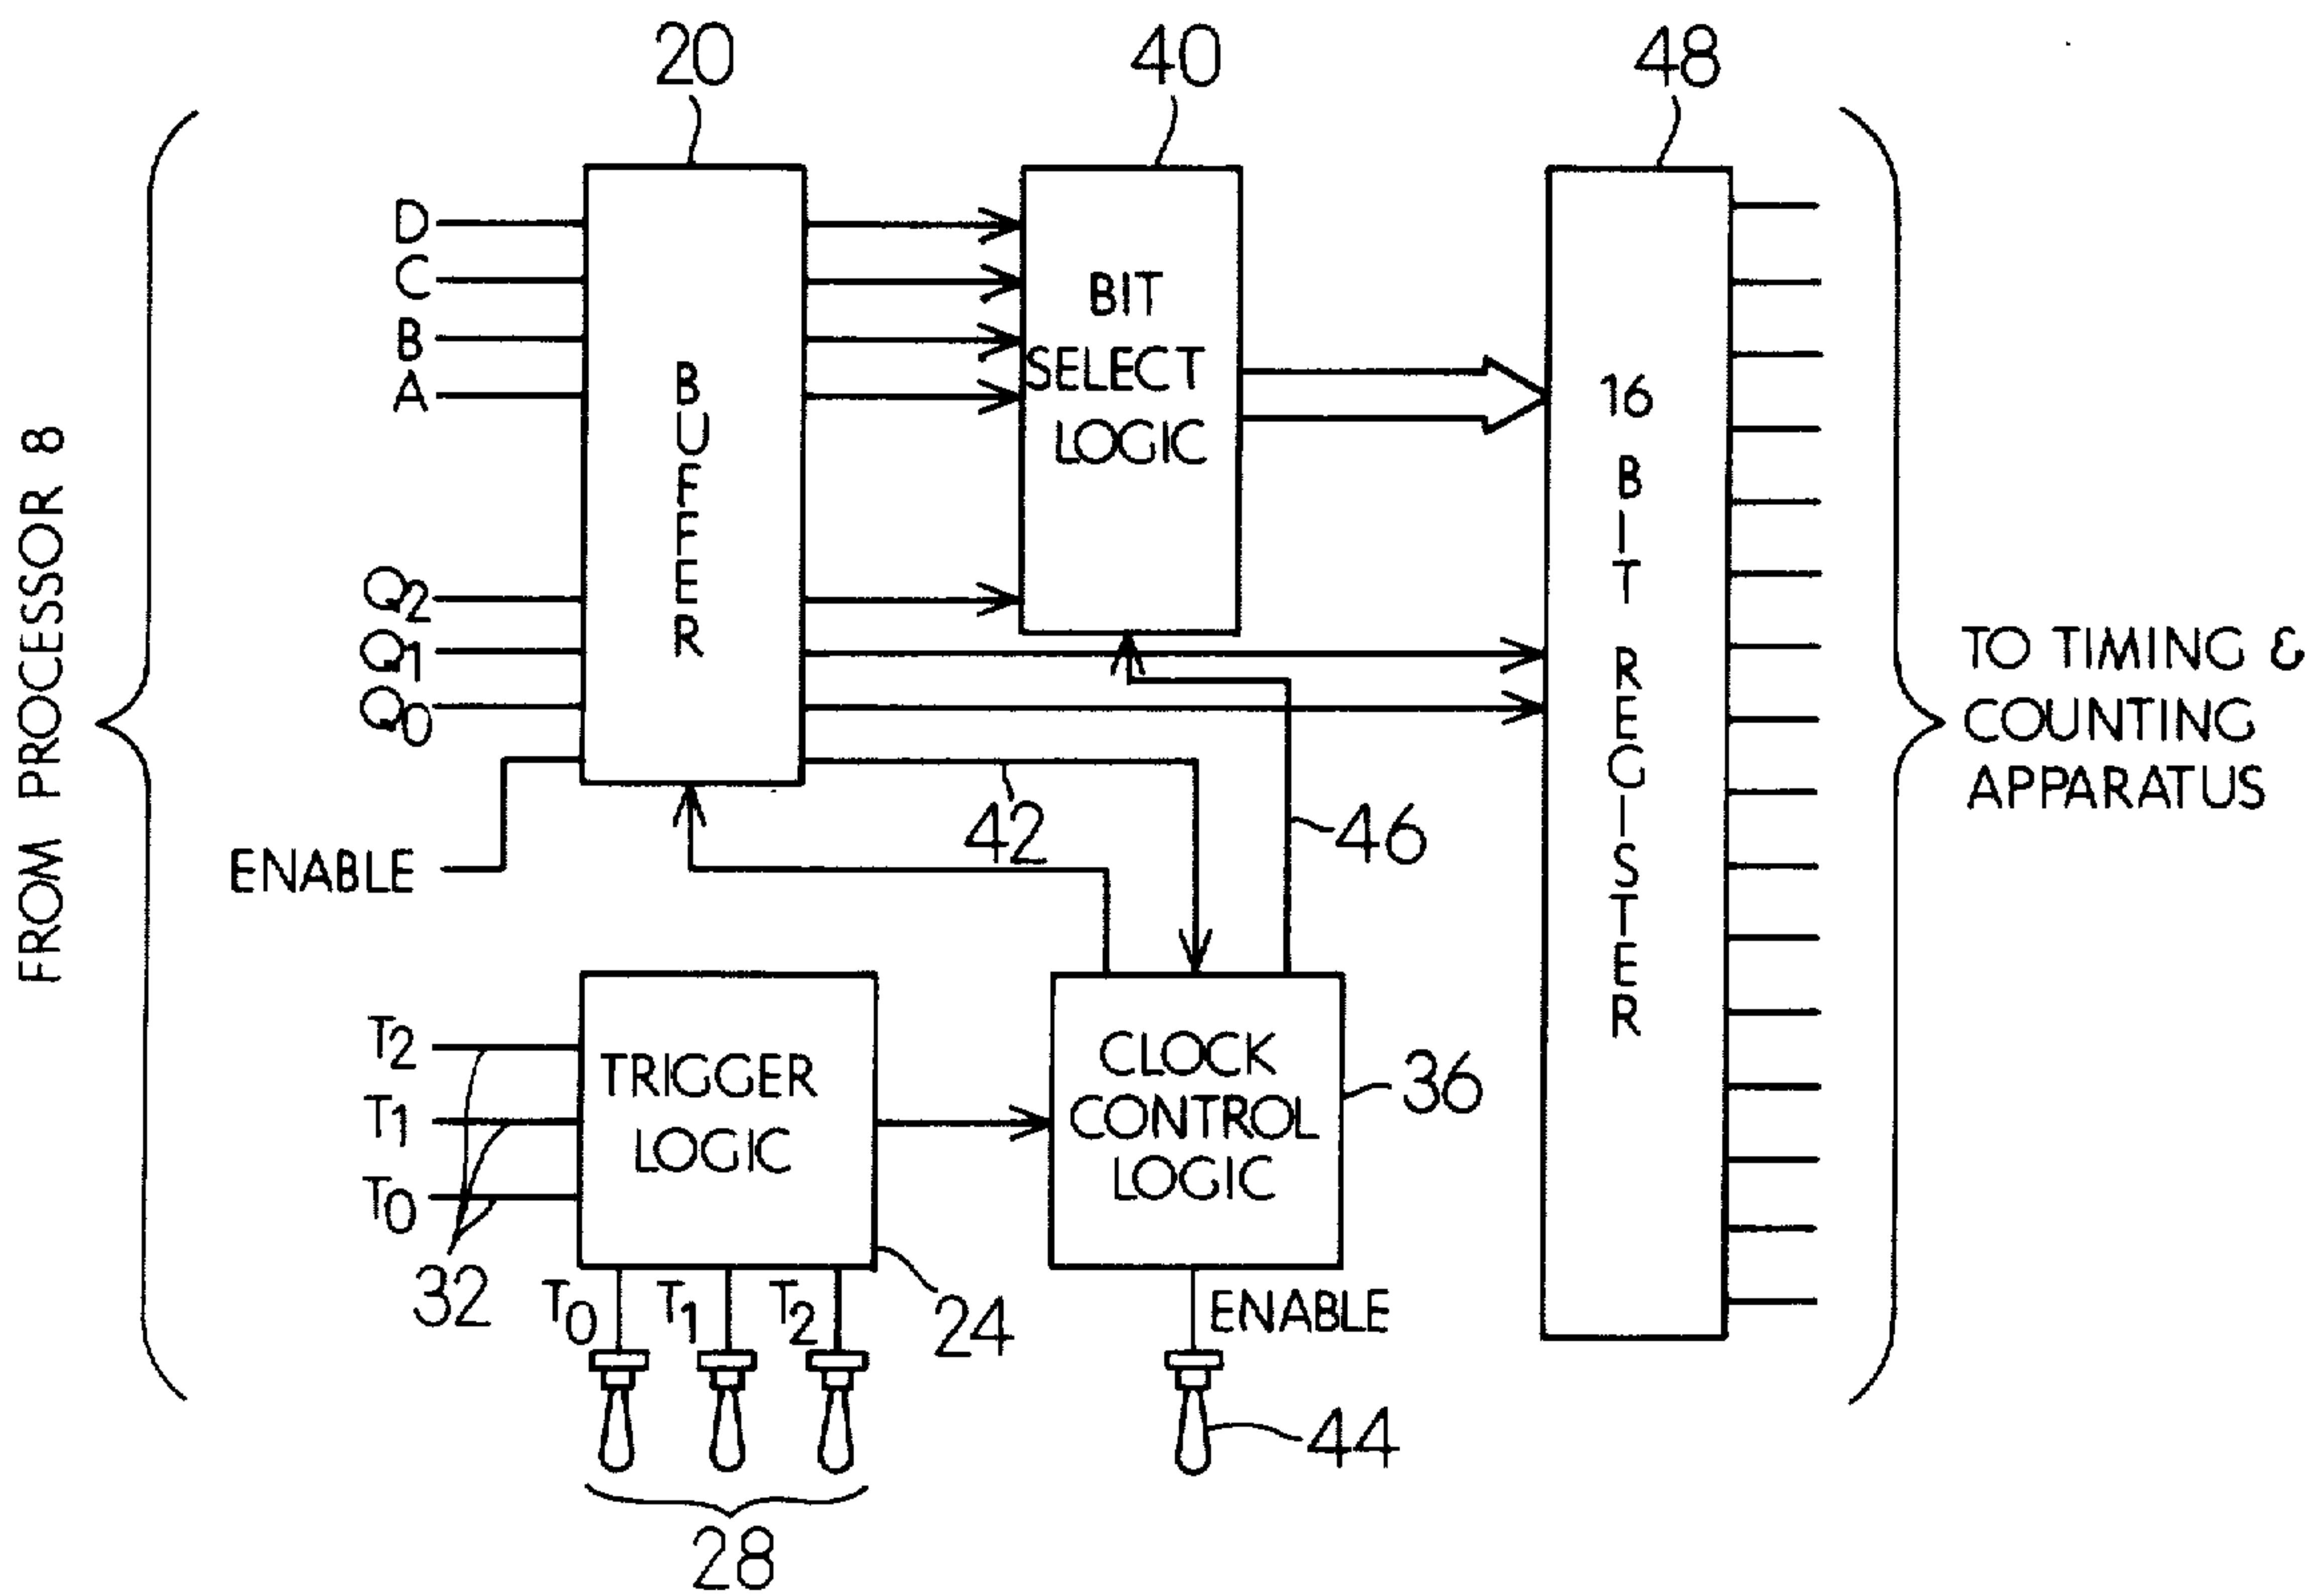 20
40
48
FROM PROCESSOR 8
D
C
B
A
Q2
Q1
Q0
ENABLE
BUFFER
BIT
SELECT
LOGIC
16 BIT REGISTER
TO TIMING &
COUNTING
APPARATUS
42
46
T2
T1
T0
32
TRIGGER
LOGIC
CLOCK
CONTROL
LOGIC
36
T0
T1
T2
24
ENABLE
44
28